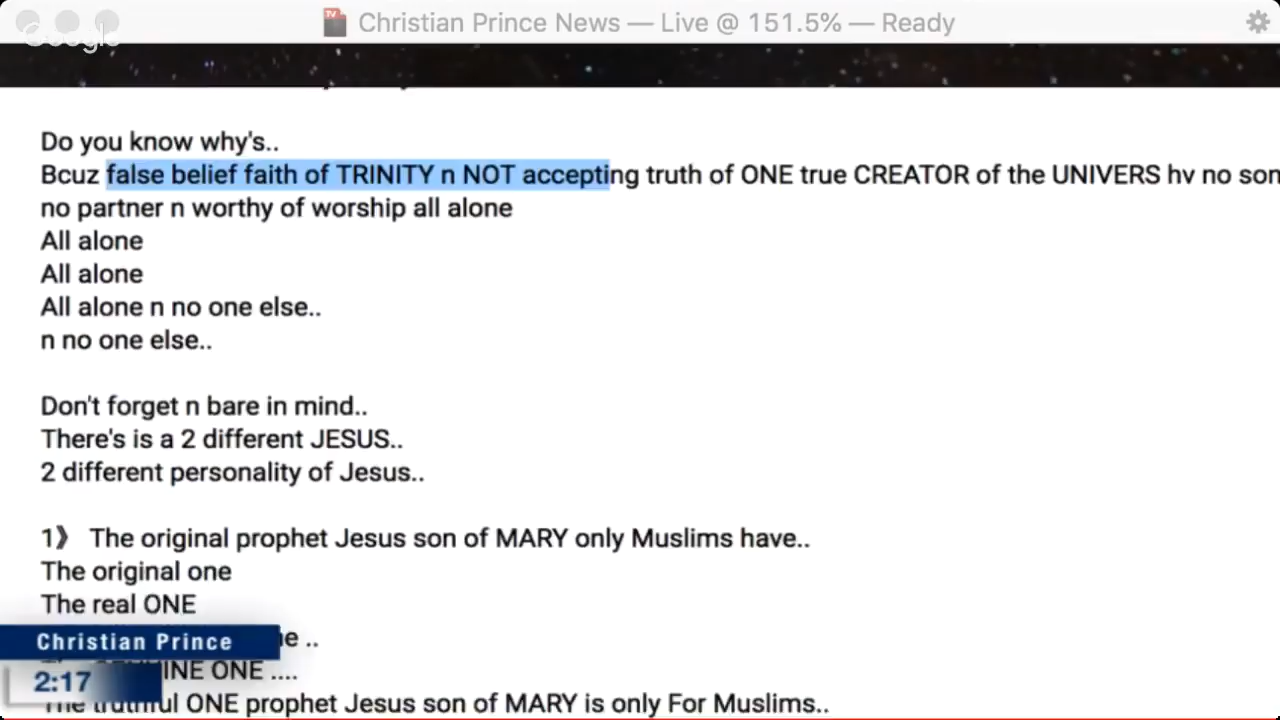 TV Christian Prince News — Live @ 151.5% — Ready
Google
Do you know why's..
Bcuz false belief faith of TRINITY n NOT accepting truth of ONE true CREATOR of the UNIVERS hv no son
no partner n worthy of worship all alone
All alone
All alone
All alone n no one else..
n no one else..
Don't forget n bare in mind..
There's is a 2 different JESUS..
2 different personality of Jesus..
1》 The original prophet Jesus son of MARY only Muslims have..
The original one
The real ONE
..
Christian Prince
ONE ....
2:17
The truthful ONE prophet Jesus son of MARY is only For Muslims..